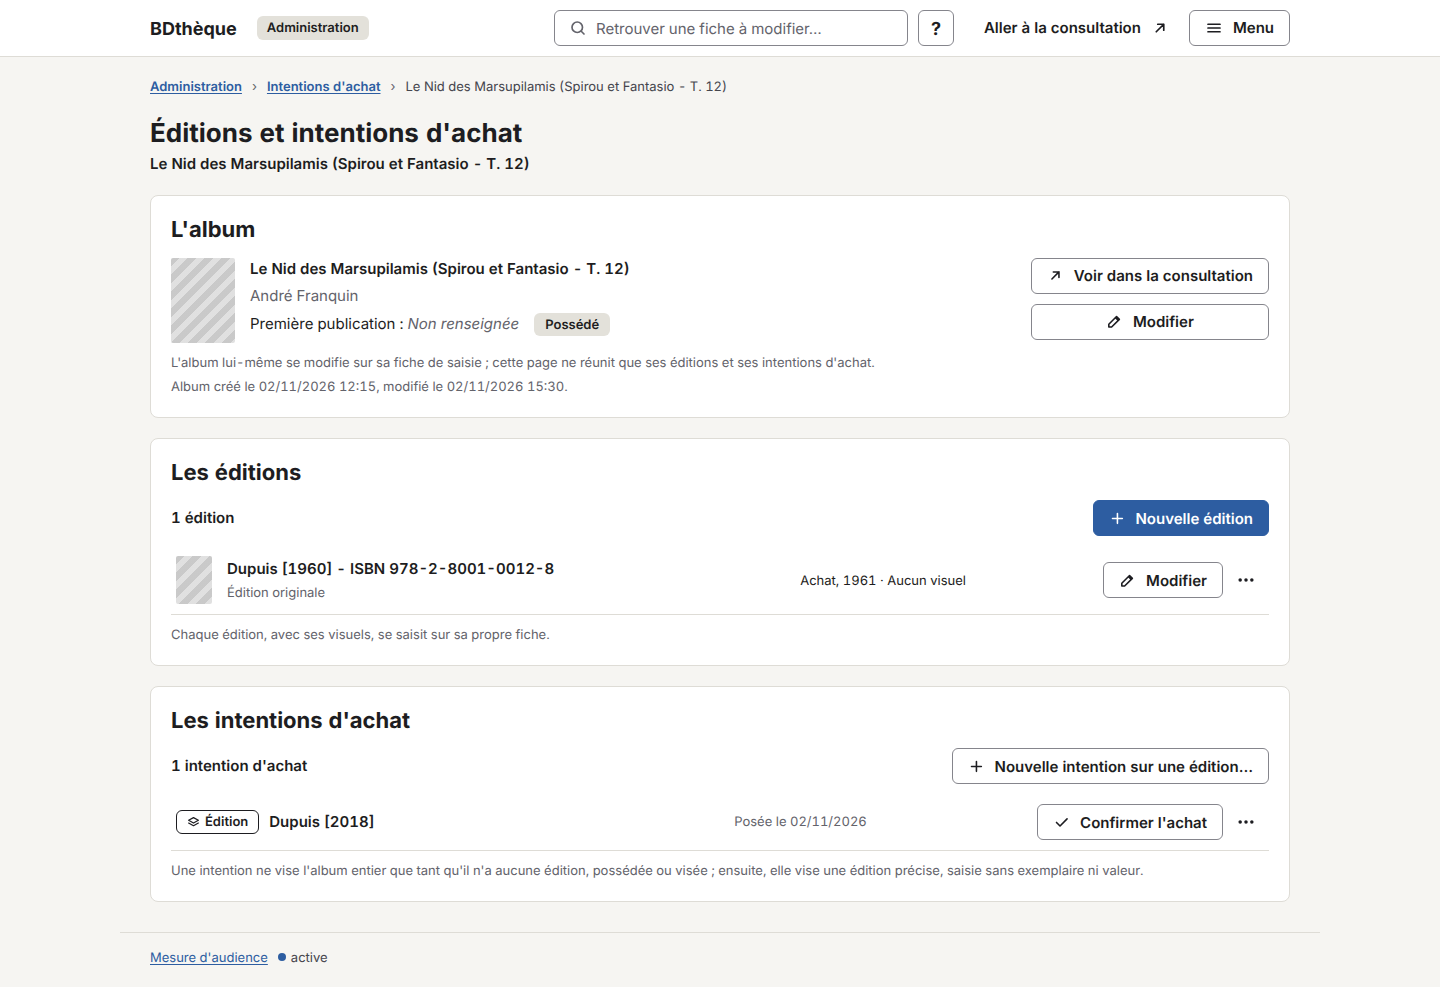 BDthèque Administration Retrouver une fiche à modifier... ? Aller à la consultation Menu
Administration › Intentions d'achat › Le Nid des Marsupilamis (Spirou et Fantasio - T. 12)
Éditions et intentions d'achat
Le Nid des Marsupilamis (Spirou et Fantasio - T. 12)
L'album
Le Nid des Marsupilamis (Spirou et Fantasio - T. 12)
Voir dans la consultation
André Franquin
Première publication : Non renseignée Possédé
Modifier
L'album lui-même se modifie sur sa fiche de saisie ; cette page ne réunit que ses éditions et ses intentions d'achat.
Album créé le 02/11/2026 12:15, modifié le 02/11/2026 15:30.
Les éditions
1 édition
Nouvelle édition
Dupuis [1960] - ISBN 978-2-8001-0012-8
Édition originale
Achat, 1961 · Aucun visuel
Modifier
Chaque édition, avec ses visuels, se saisit sur sa propre fiche.
Les intentions d'achat
1 intention d'achat
Nouvelle intention sur une édition...
Édition Dupuis [2018] Posée le 02/11/2026 Confirmer l'achat
Une intention ne vise l'album entier que tant qu'il n'a aucune édition, possédée ou visée ; ensuite, elle vise une édition précise, saisie sans exemplaire ni valeur.
Mesure d'audience active